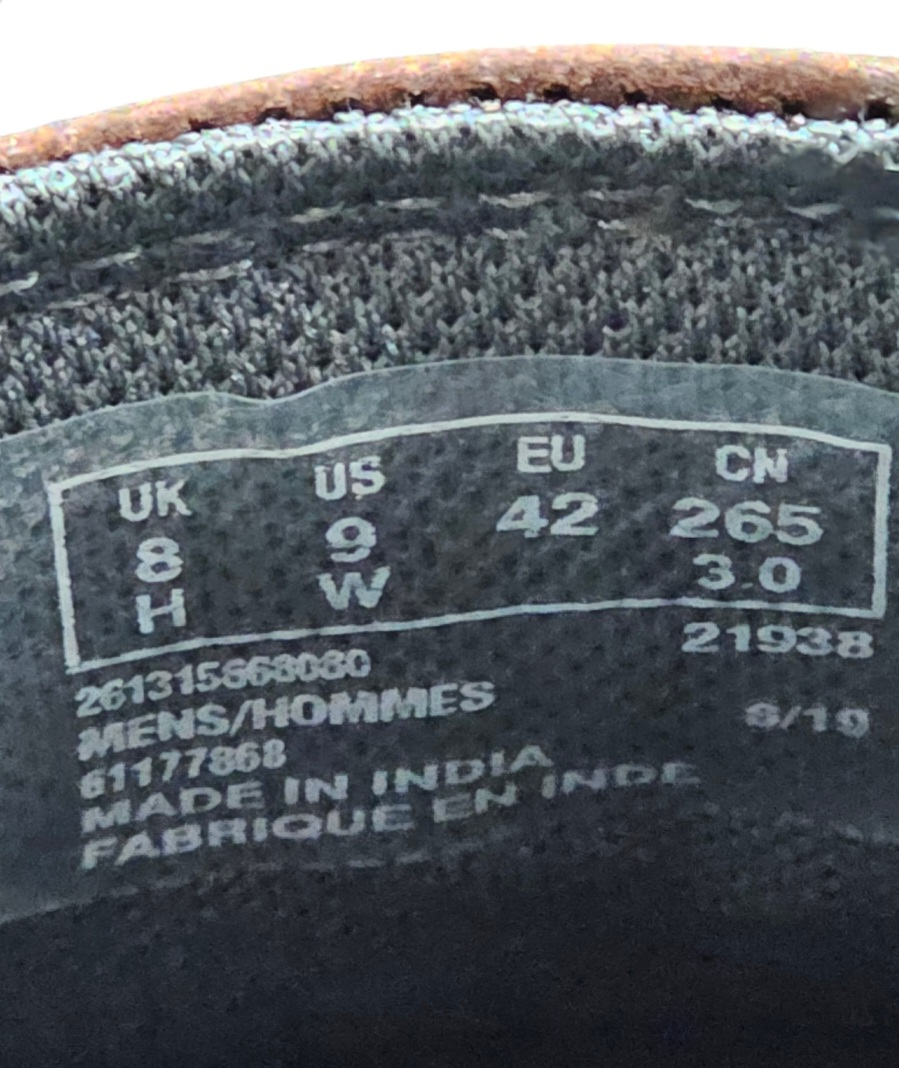 UK US EU CN
8 9 42 265
H W 3.0
21938
261315668080
MENS/HOMMES
61177868
MADE IN INDIA
FABRIQUE EN INDE